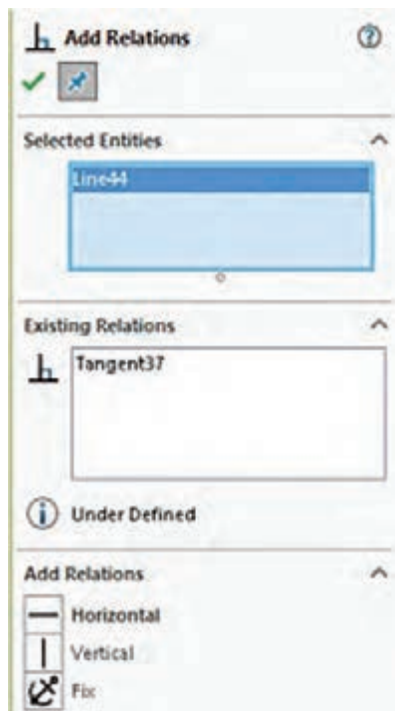 Add Relations
Selected Entities
Line44
Existing Relations
Tangent37
Under Defined
Add Relations
Horizontal
Vertical
Fix